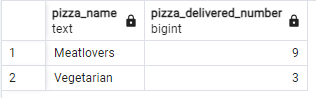 pizza_name pizza_delivered_number
text bigint
1 Meatlovers 9
2 Vegetarian 3